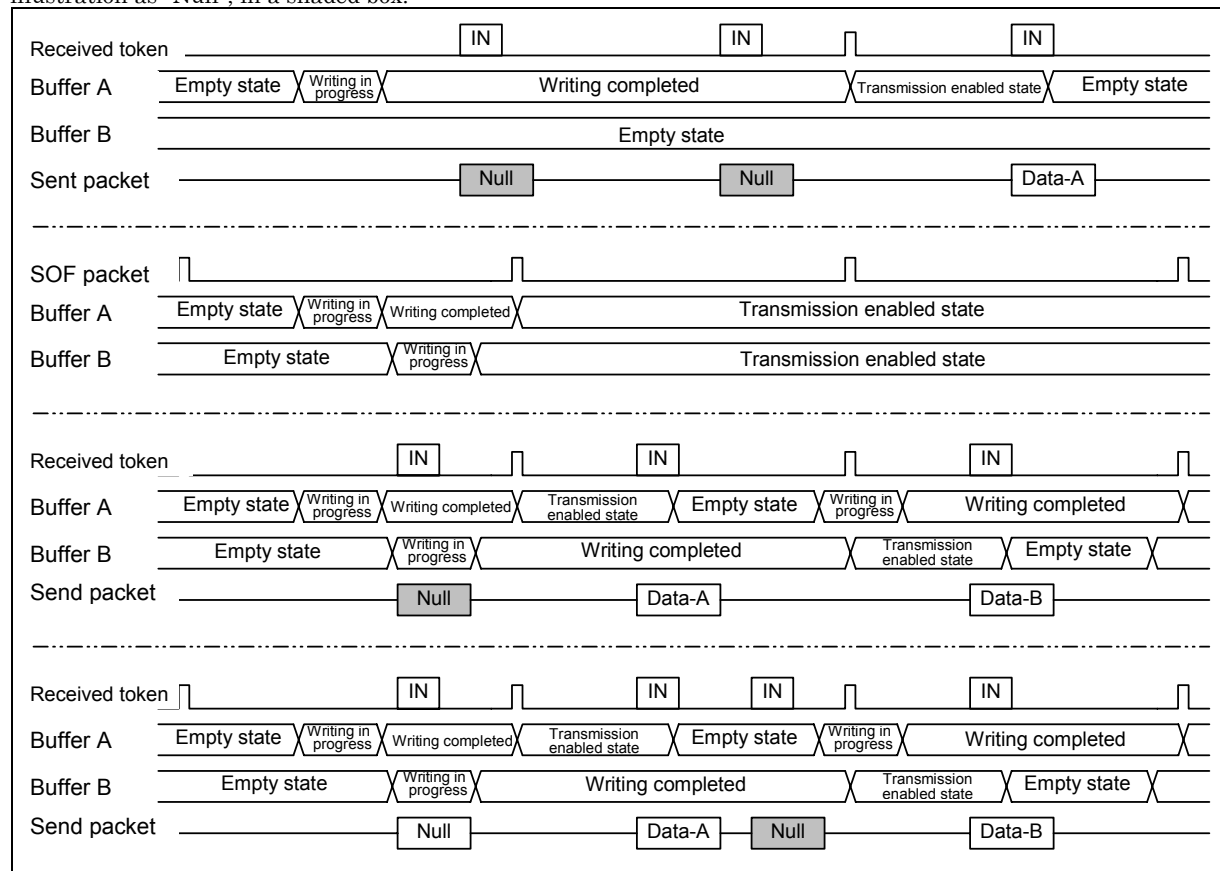 illustration as "Null", in a shaded box.
Received token IN IN IN
Buffer A Empty state Writing in progress Writing completed Transmission enabled state Empty state
Buffer B Empty state
Sent packet Null Null Data-A
SOF packet
Buffer A Empty state Writing in progress Writing completed Transmission enabled state
Buffer B Empty state Writing in progress Transmission enabled state
Received token IN IN IN
Buffer A Empty state Writing in progress Writing completed Transmission enabled state Empty state Writing in progress Writing completed
Buffer B Empty state Writing in progress Writing completed Transmission enabled state Empty state
Send packet Null Data-A Data-B
Received token IN IN IN IN
Buffer A Empty state Writing in progress Writing completed Transmission enabled state Empty state Writing in progress Writing completed
Buffer B Empty state Writing in progress Writing completed Transmission enabled state Empty state
Send packet Null Data-A Null Data-B